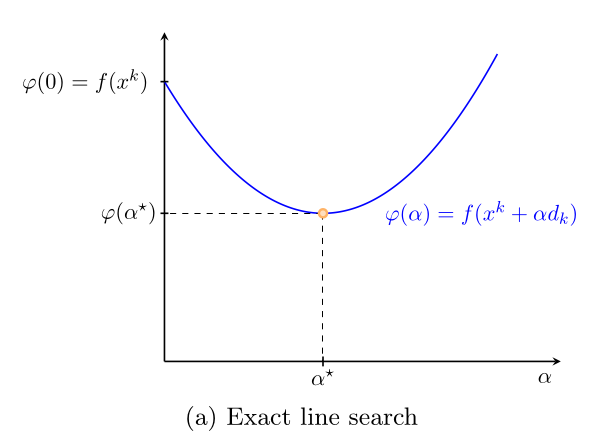 φ(0) = f(x^k)
φ(α⋆)
φ(α) = f(x^k + αd_k)
α⋆
α
(a) Exact line search